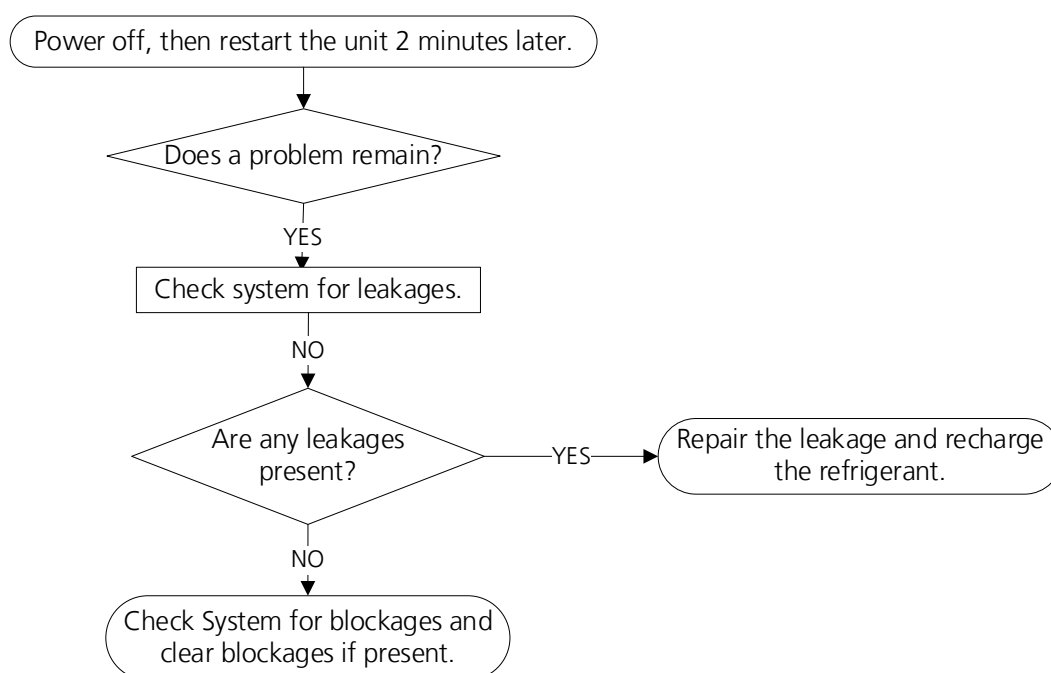 Power off, then restart the unit 2 minutes later.
Does a problem remain?
YES
Check system for leakages.
NO
Are any leakages
present?
YES
Repair the leakage and recharge
the refrigerant.
NO
Check System for blockages and
clear blockages if present.